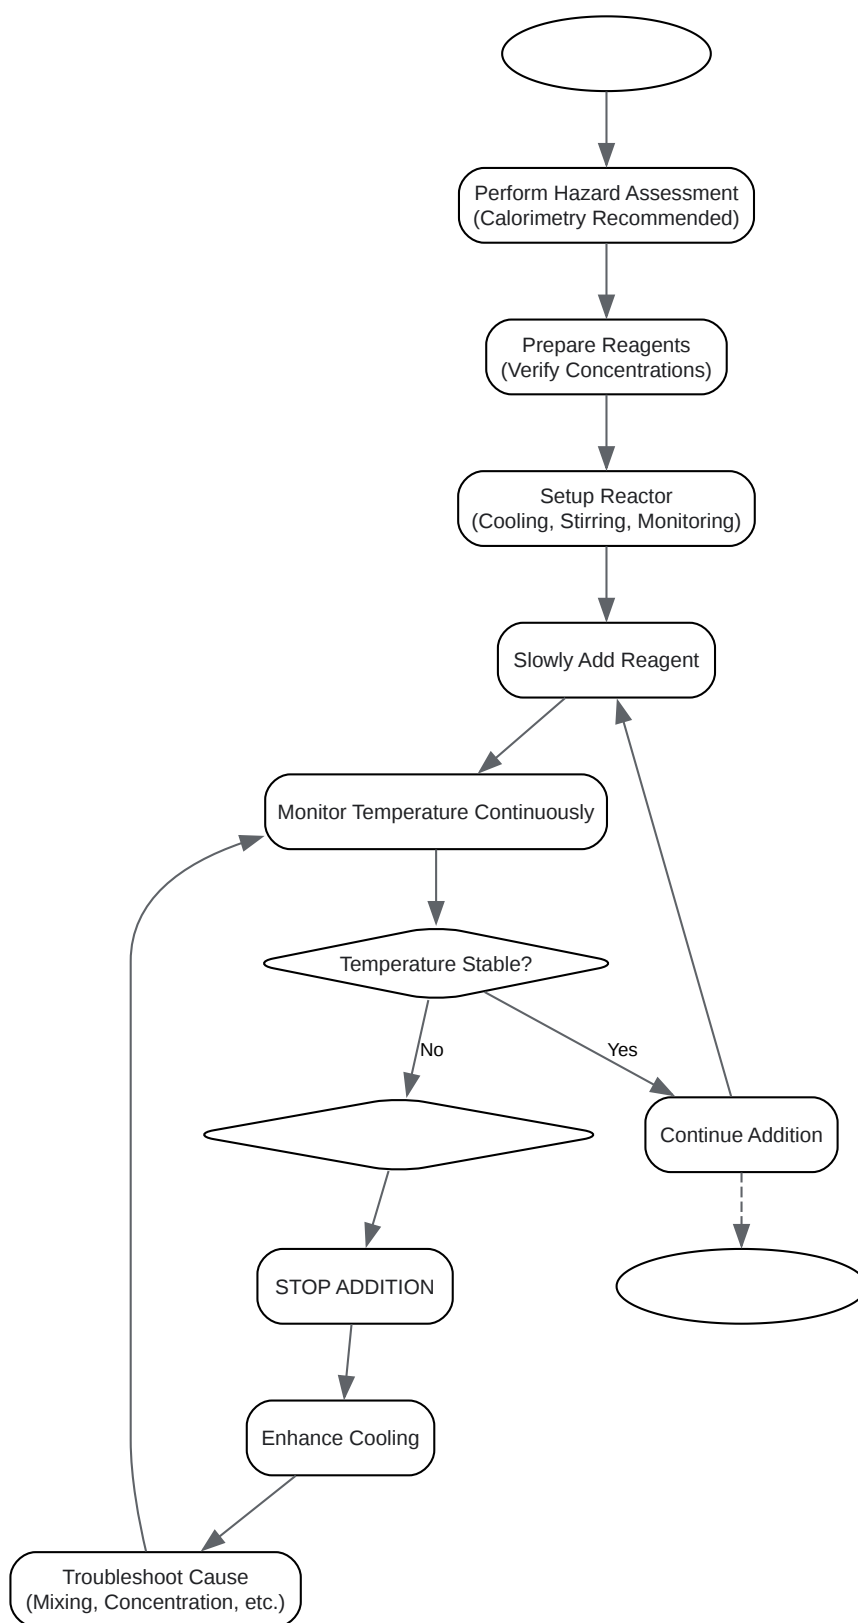 Perform Hazard Assessment
(Calorimetry Recommended)
Prepare Reagents
(Verify Concentrations)
Setup Reactor
(Cooling, Stirring, Monitoring)
Slowly Add Reagent
Monitor Temperature Continuously
Temperature Stable?
No
Yes
Continue Addition
STOP ADDITION
Enhance Cooling
Troubleshoot Cause
(Mixing, Concentration, etc.)